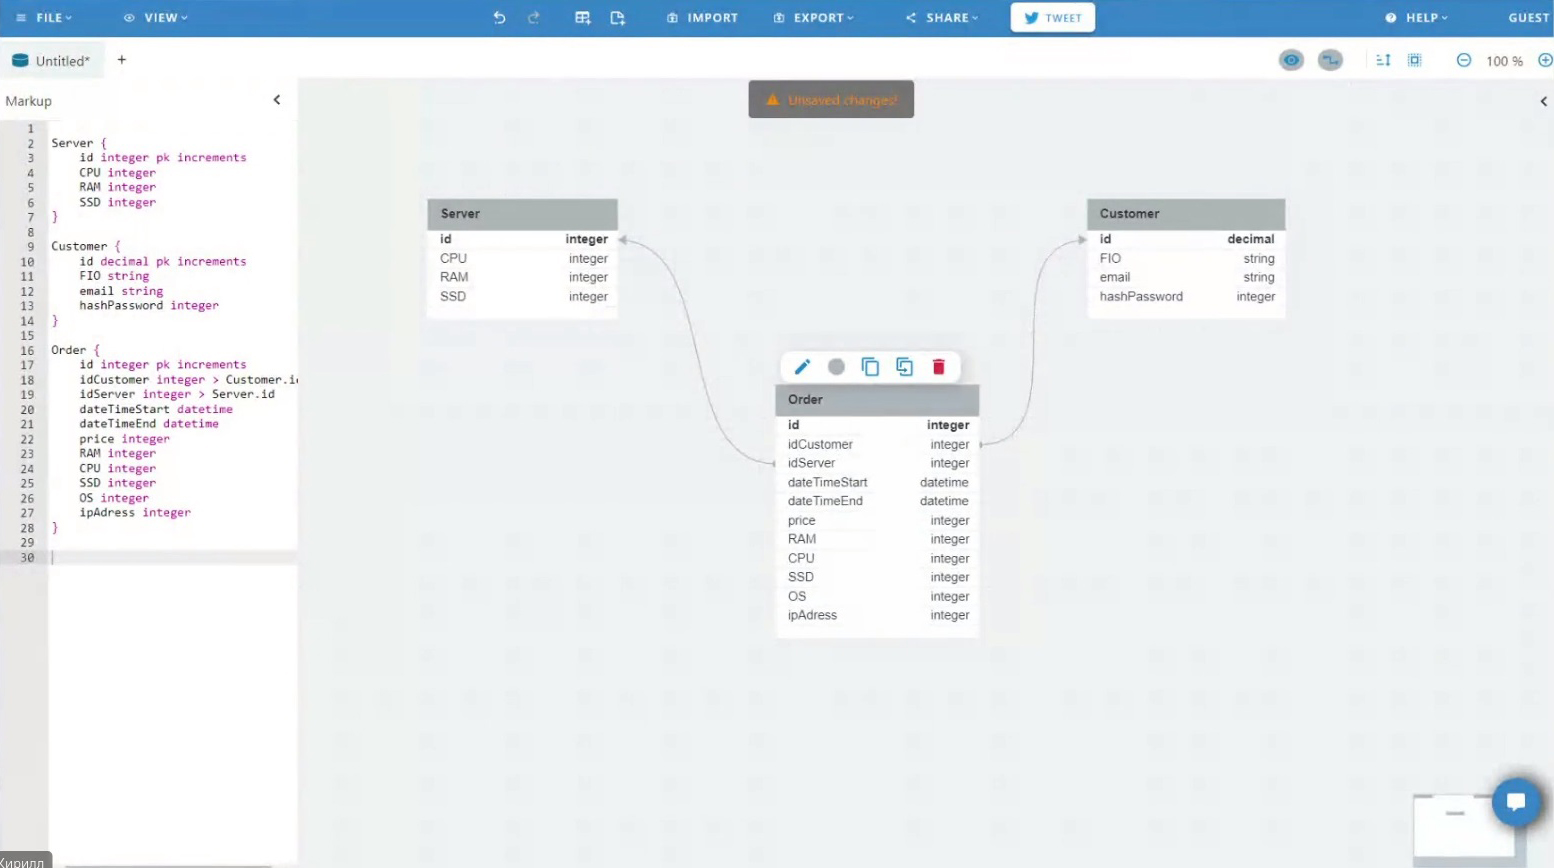 FILE VIEW IMPORT EXPORT SHARE TWEET HELP GUEST
Untitled* + 100 %
Markup
Unsaved changes!
1
2 Server {
3 id integer pk increments
4 CPU integer
5 RAM integer
6 SSD integer
7 }
8
9 Customer {
10 id decimal pk increments
11 FIO string
12 email string
13 hashPassword integer
14 }
15
16 Order {
17 id integer pk increments
18 idCustomer integer > Customer.i
19 idServer integer > Server.id
20 dateTimeStart datetime
21 dateTimeEnd datetime
22 price integer
23 RAM integer
24 CPU integer
25 SSD integer
26 OS integer
27 ipAdress integer
28 }
29
30
Server
id integer
CPU integer
RAM integer
SSD integer
Customer
id decimal
FIO string
email string
hashPassword integer
Order
id integer
idCustomer integer
idServer integer
dateTimeStart datetime
dateTimeEnd datetime
price integer
RAM integer
CPU integer
SSD integer
OS integer
ipAdress integer
Кирилл